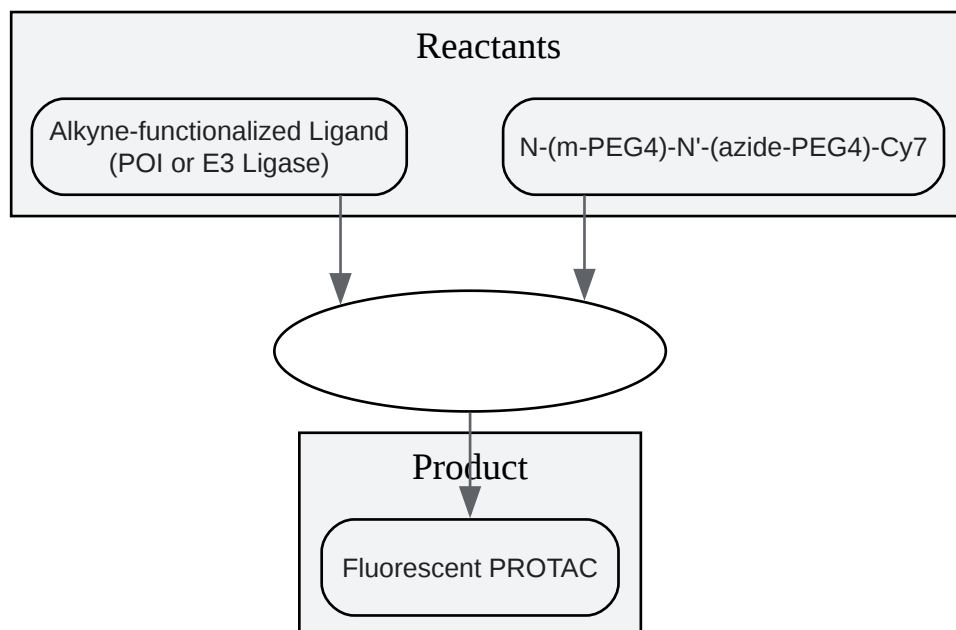 Reactants
Alkyne-functionalized Ligand
(POI or E3 Ligase)
N-(m-PEG4)-N'-(azide-PEG4)-Cy7
Product
Fluorescent PROTAC